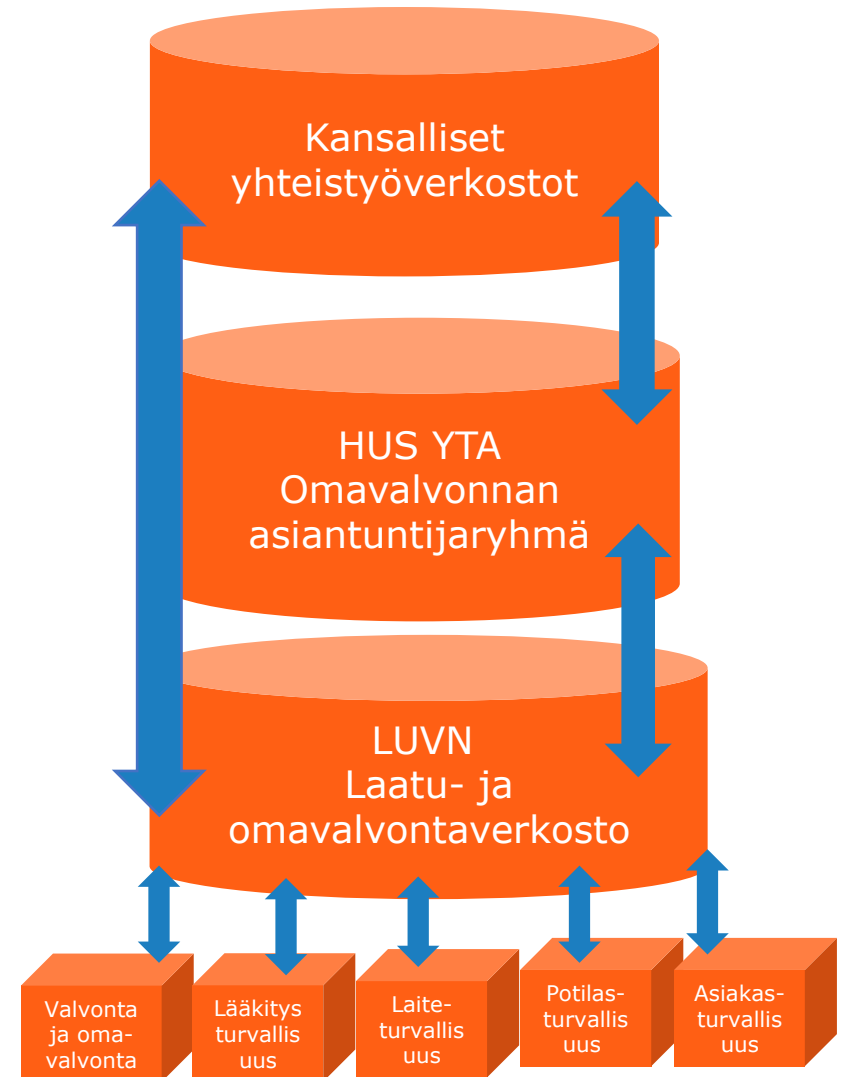 Kansalliset
yhteistyöverkostot
HUS YTA
Omavalvonnan
asiantuntijaryhmä
LUVN
Laatu- ja
omavalvontaverkosto
Valvonta
ja oma-
valvonta
Lääkitys
turvallis
uus
Laite-
turvallis
uus
Potilas-
turvallis
uus
Asiakas-
turvallis
uus